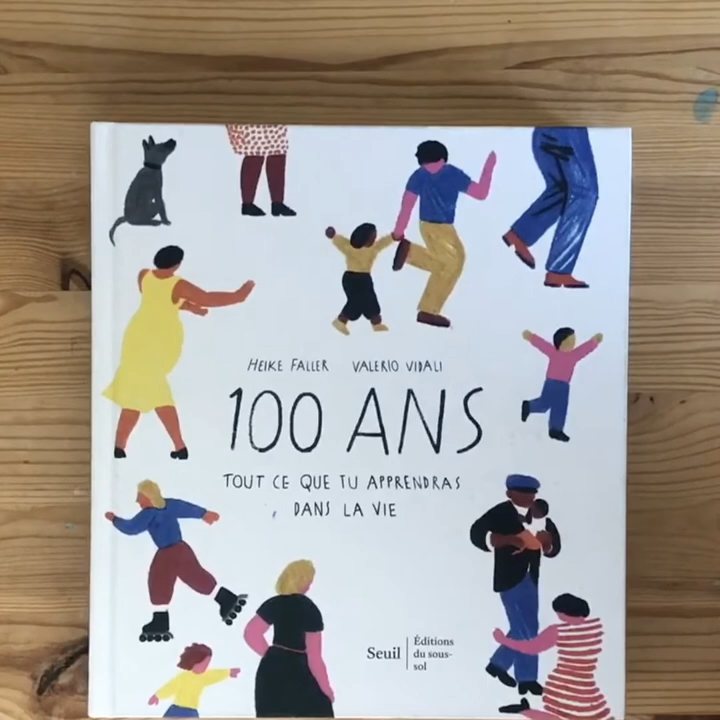 HEIKE FALLER VALERIO VIDALI
100 ANS
TOUT CE QUE TU APPRENDRAS
DANS LA VIE
Seuil
Éditions
du sous-
sol